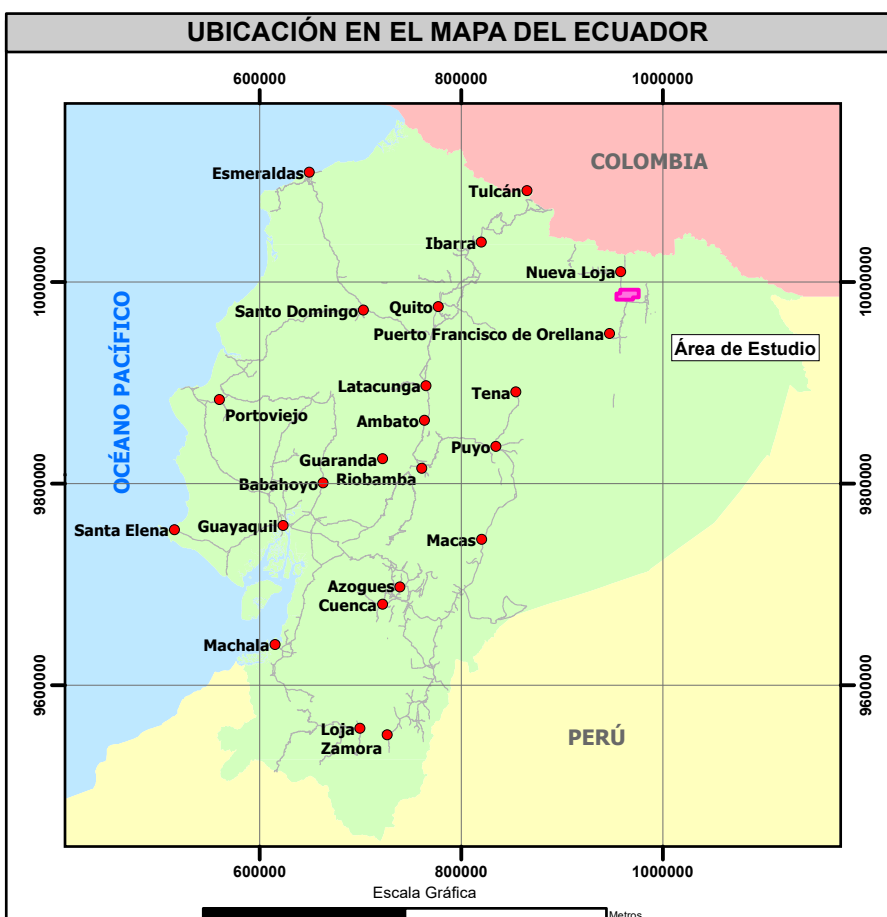 UBICACIÓN EN EL MAPA DEL ECUADOR
600000 800000 1000000
COLOMBIA
Esmeraldas
Tulcán
Ibarra
Nueva Loja
10000000 10000000
OCÉANO PACÍFICO
Santo Domingo
Quito
Puerto Francisco de Orellana
Área de Estudio
Latacunga
Tena
Portoviejo
Ambato
Puyo
Guaranda
Riobamba
Babahoyo
9800000 9800000
Santa Elena
Guayaquil
Macas
Azogues
Cuenca
Machala
9600000 9600000
Loja
Zamora
PERÚ
600000 800000 1000000
Escala Gráfica
Metros